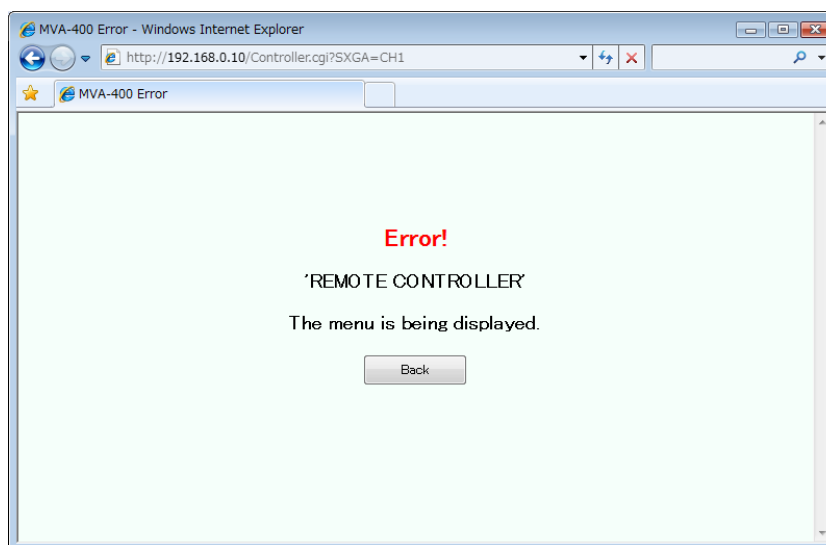 MVA-400 Error - Windows Internet Explorer
http://192.168.0.10/Controller.cgi?SXGA=CH1
MVA-400 Error
Error!
'REMOTE CONTROLLER'
The menu is being displayed.
Back